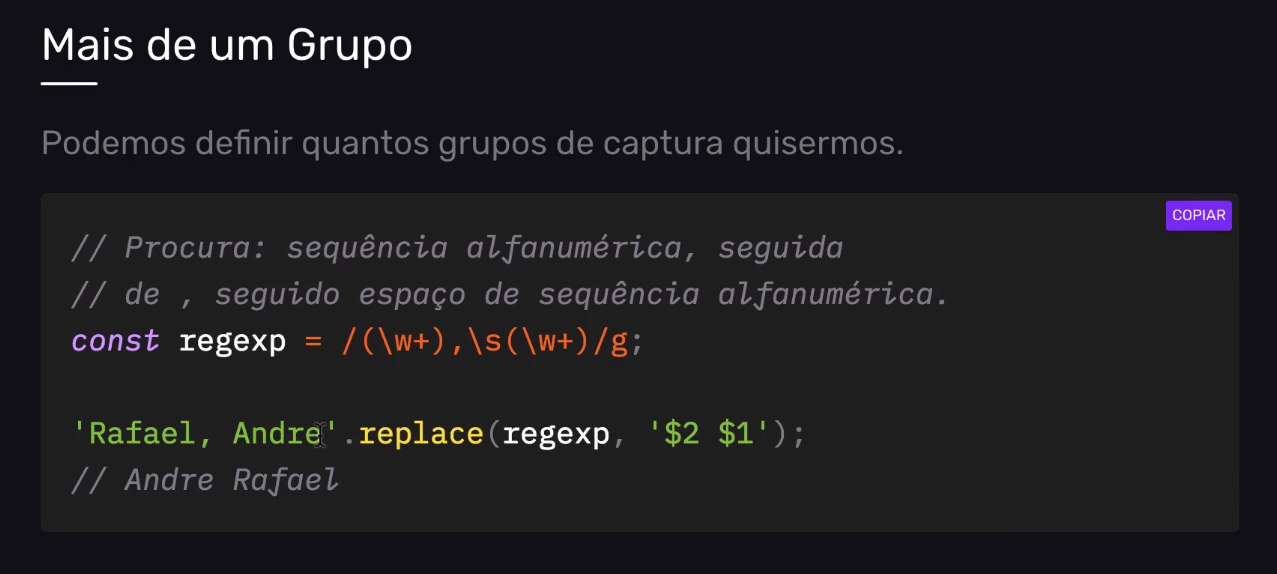 Mais de um Grupo
Podemos definir quantos grupos de captura quisermos.
COPIAR
// Procura: sequência alfanumérica, seguida
// de , seguido espaço de sequência alfanumérica.
const regexp = /(\w+),\s(\w+)/g;
'Rafael, Andre'.replace(regexp, '$2 $1');
// Andre Rafael